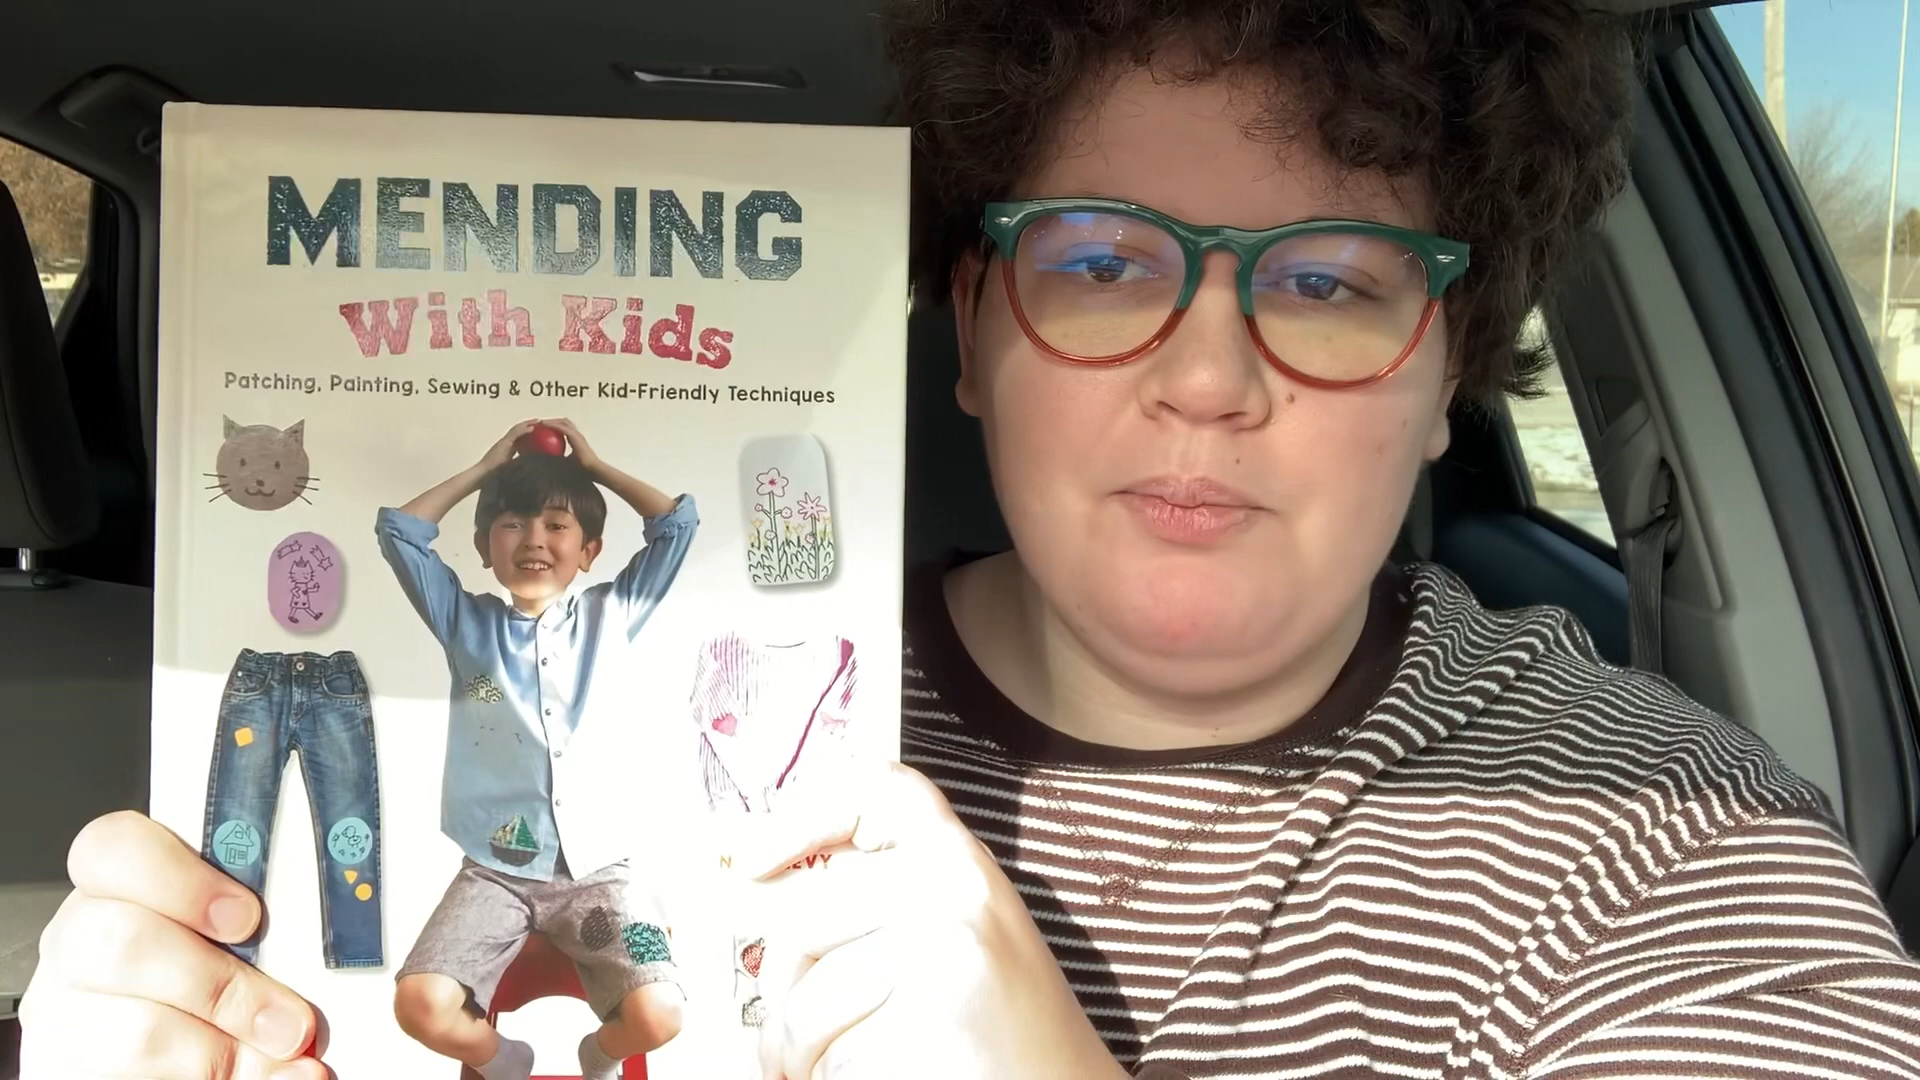 MENDING
With Kids
Patching, Painting, Sewing & Other Kid-Friendly Techniques